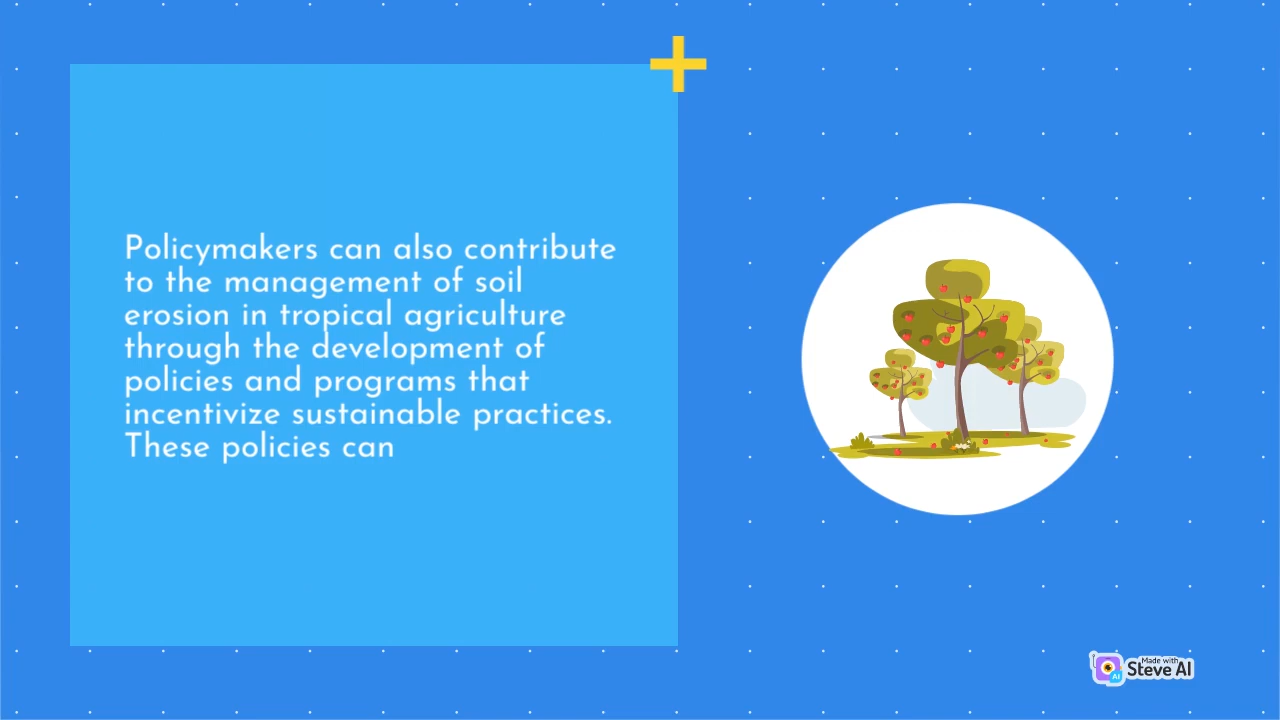 Policymakers can also contribute
to the management of soil
erosion in tropical agriculture
through the development of
policies and programs that
incentivize sustainable practices.
These policies can
Made with
Steve AI
AI